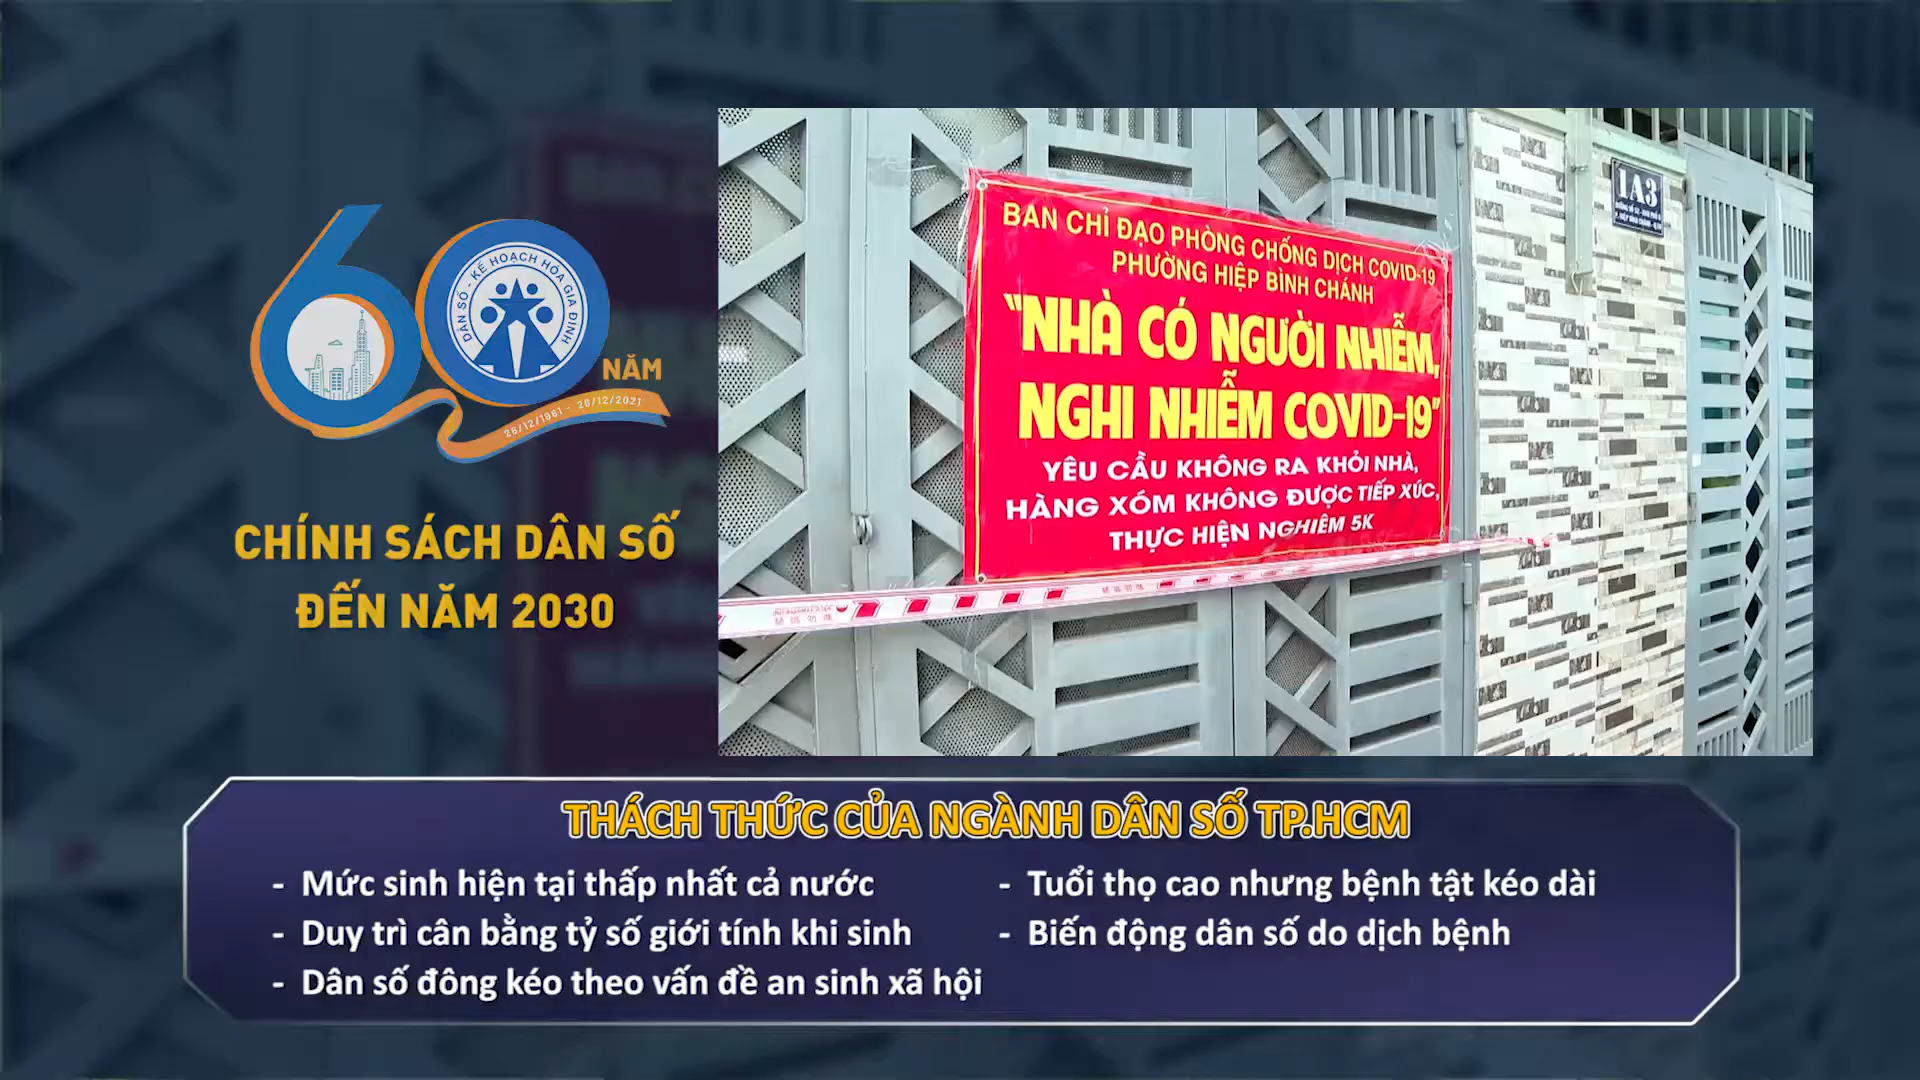 DÂN SỐ - KẾ HOẠCH HÓA GIA ĐÌNH
NĂM
26/12/1961 - 26/12/2021
CHÍNH SÁCH DÂN SỐ
ĐẾN NĂM 2030
BAN CHỈ ĐẠO PHÒNG CHỐNG DỊCH COVID-19
PHƯỜNG HIỆP BÌNH CHÁNH
"NHÀ CÓ NGƯỜI NHIỄM,
NGHI NHIỄM COVID-19"
YÊU CẦU KHÔNG RA KHỎI NHÀ,
HÀNG XÓM KHÔNG ĐƯỢC TIẾP XÚC,
THỰC HIỆN NGHIÊM 5K
1A3
THÁCH THỨC CỦA NGÀNH DÂN SỐ TP.HCM
- Mức sinh hiện tại thấp nhất cả nước
- Duy trì cân bằng tỷ số giới tính khi sinh
- Dân số đông kéo theo vấn đề an sinh xã hội
- Tuổi thọ cao nhưng bệnh tật kéo dài
- Biến động dân số do dịch bệnh